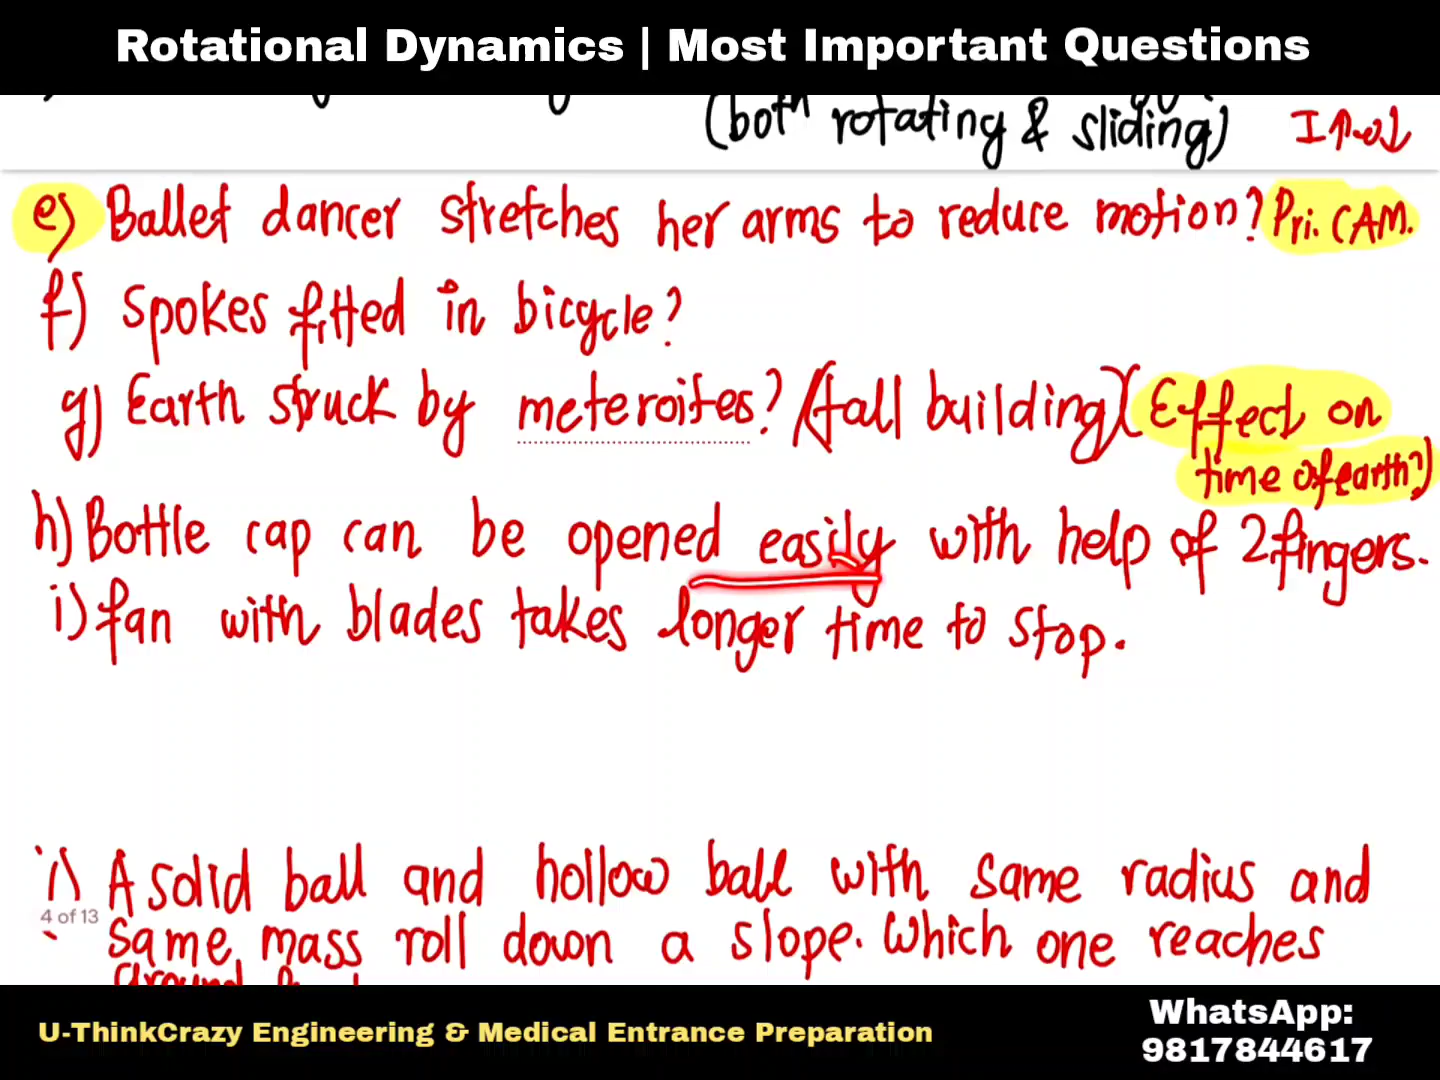 Rotational Dynamics | Most Important Questions
(both rotating & sliding) I↑→ω↓
e) Ballet dancer stretches her arms to reduce motion? Pri. CAM.
f) Spokes fitted in bicycle?
g) Earth struck by meteroites? (tall building) (Effect on
time of earth?)
h) Bottle cap can be opened easily with help of 2 fingers.
i) fan with blades takes longer time to stop.
A solid ball and hollow ball with same radius and
4 of 13
same mass roll down a slope. Which one reaches
U-ThinkCrazy Engineering & Medical Entrance Preparation
WhatsApp:
9817844617